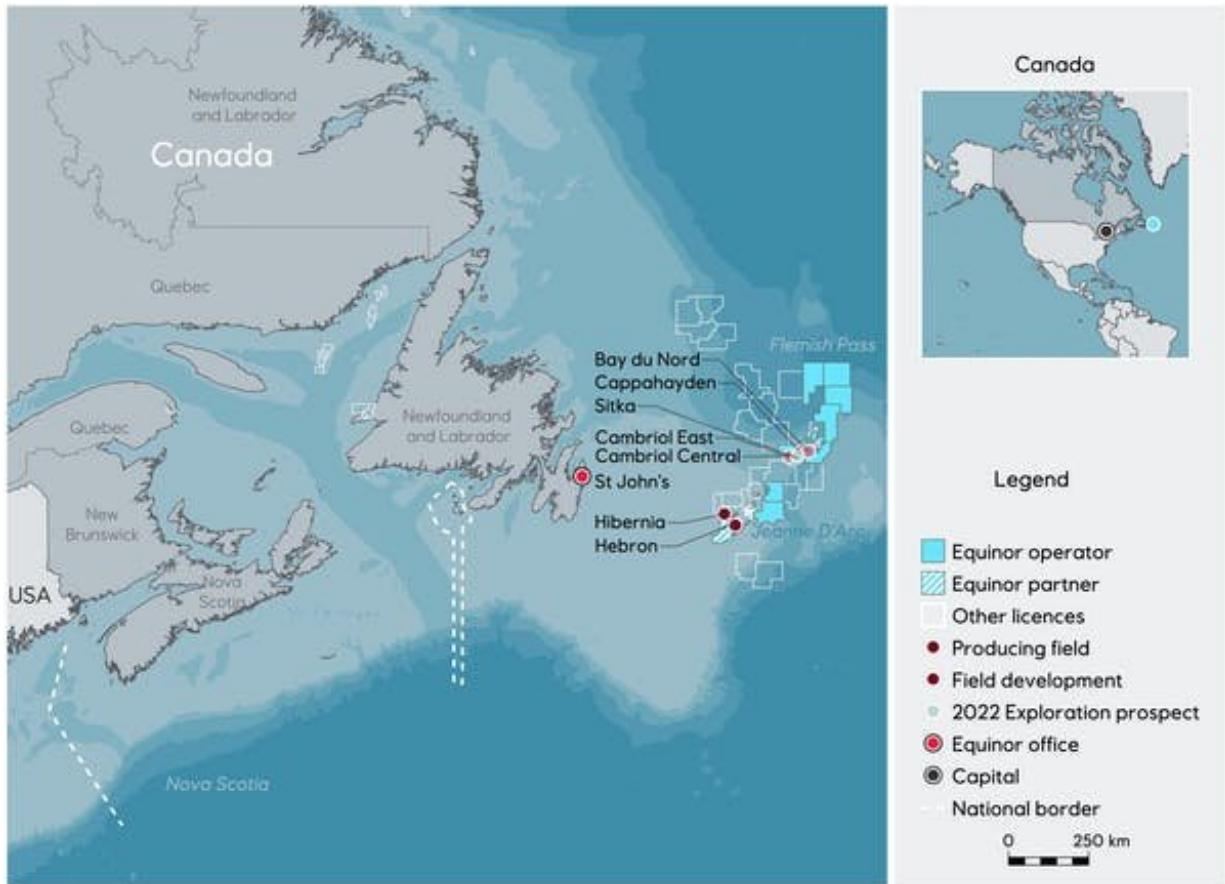 Newfoundland
and Labrador
Canada
Quebec
Quebec
Newfoundland
and Labrador
New
Brunswick
Nova
Scotia
USA
Nova Scotia
Flemish Pass
Bay du Nord
Cappahayden
Sitka
Cambriol East
Cambriol Central
St John's
Hibernia
Hebron
Canada
Legend
Equinor operator
Equinor partner
Other licences
Producing field
Field development
2022 Exploration prospect
Equinor office
Capital
National border
0 250 km